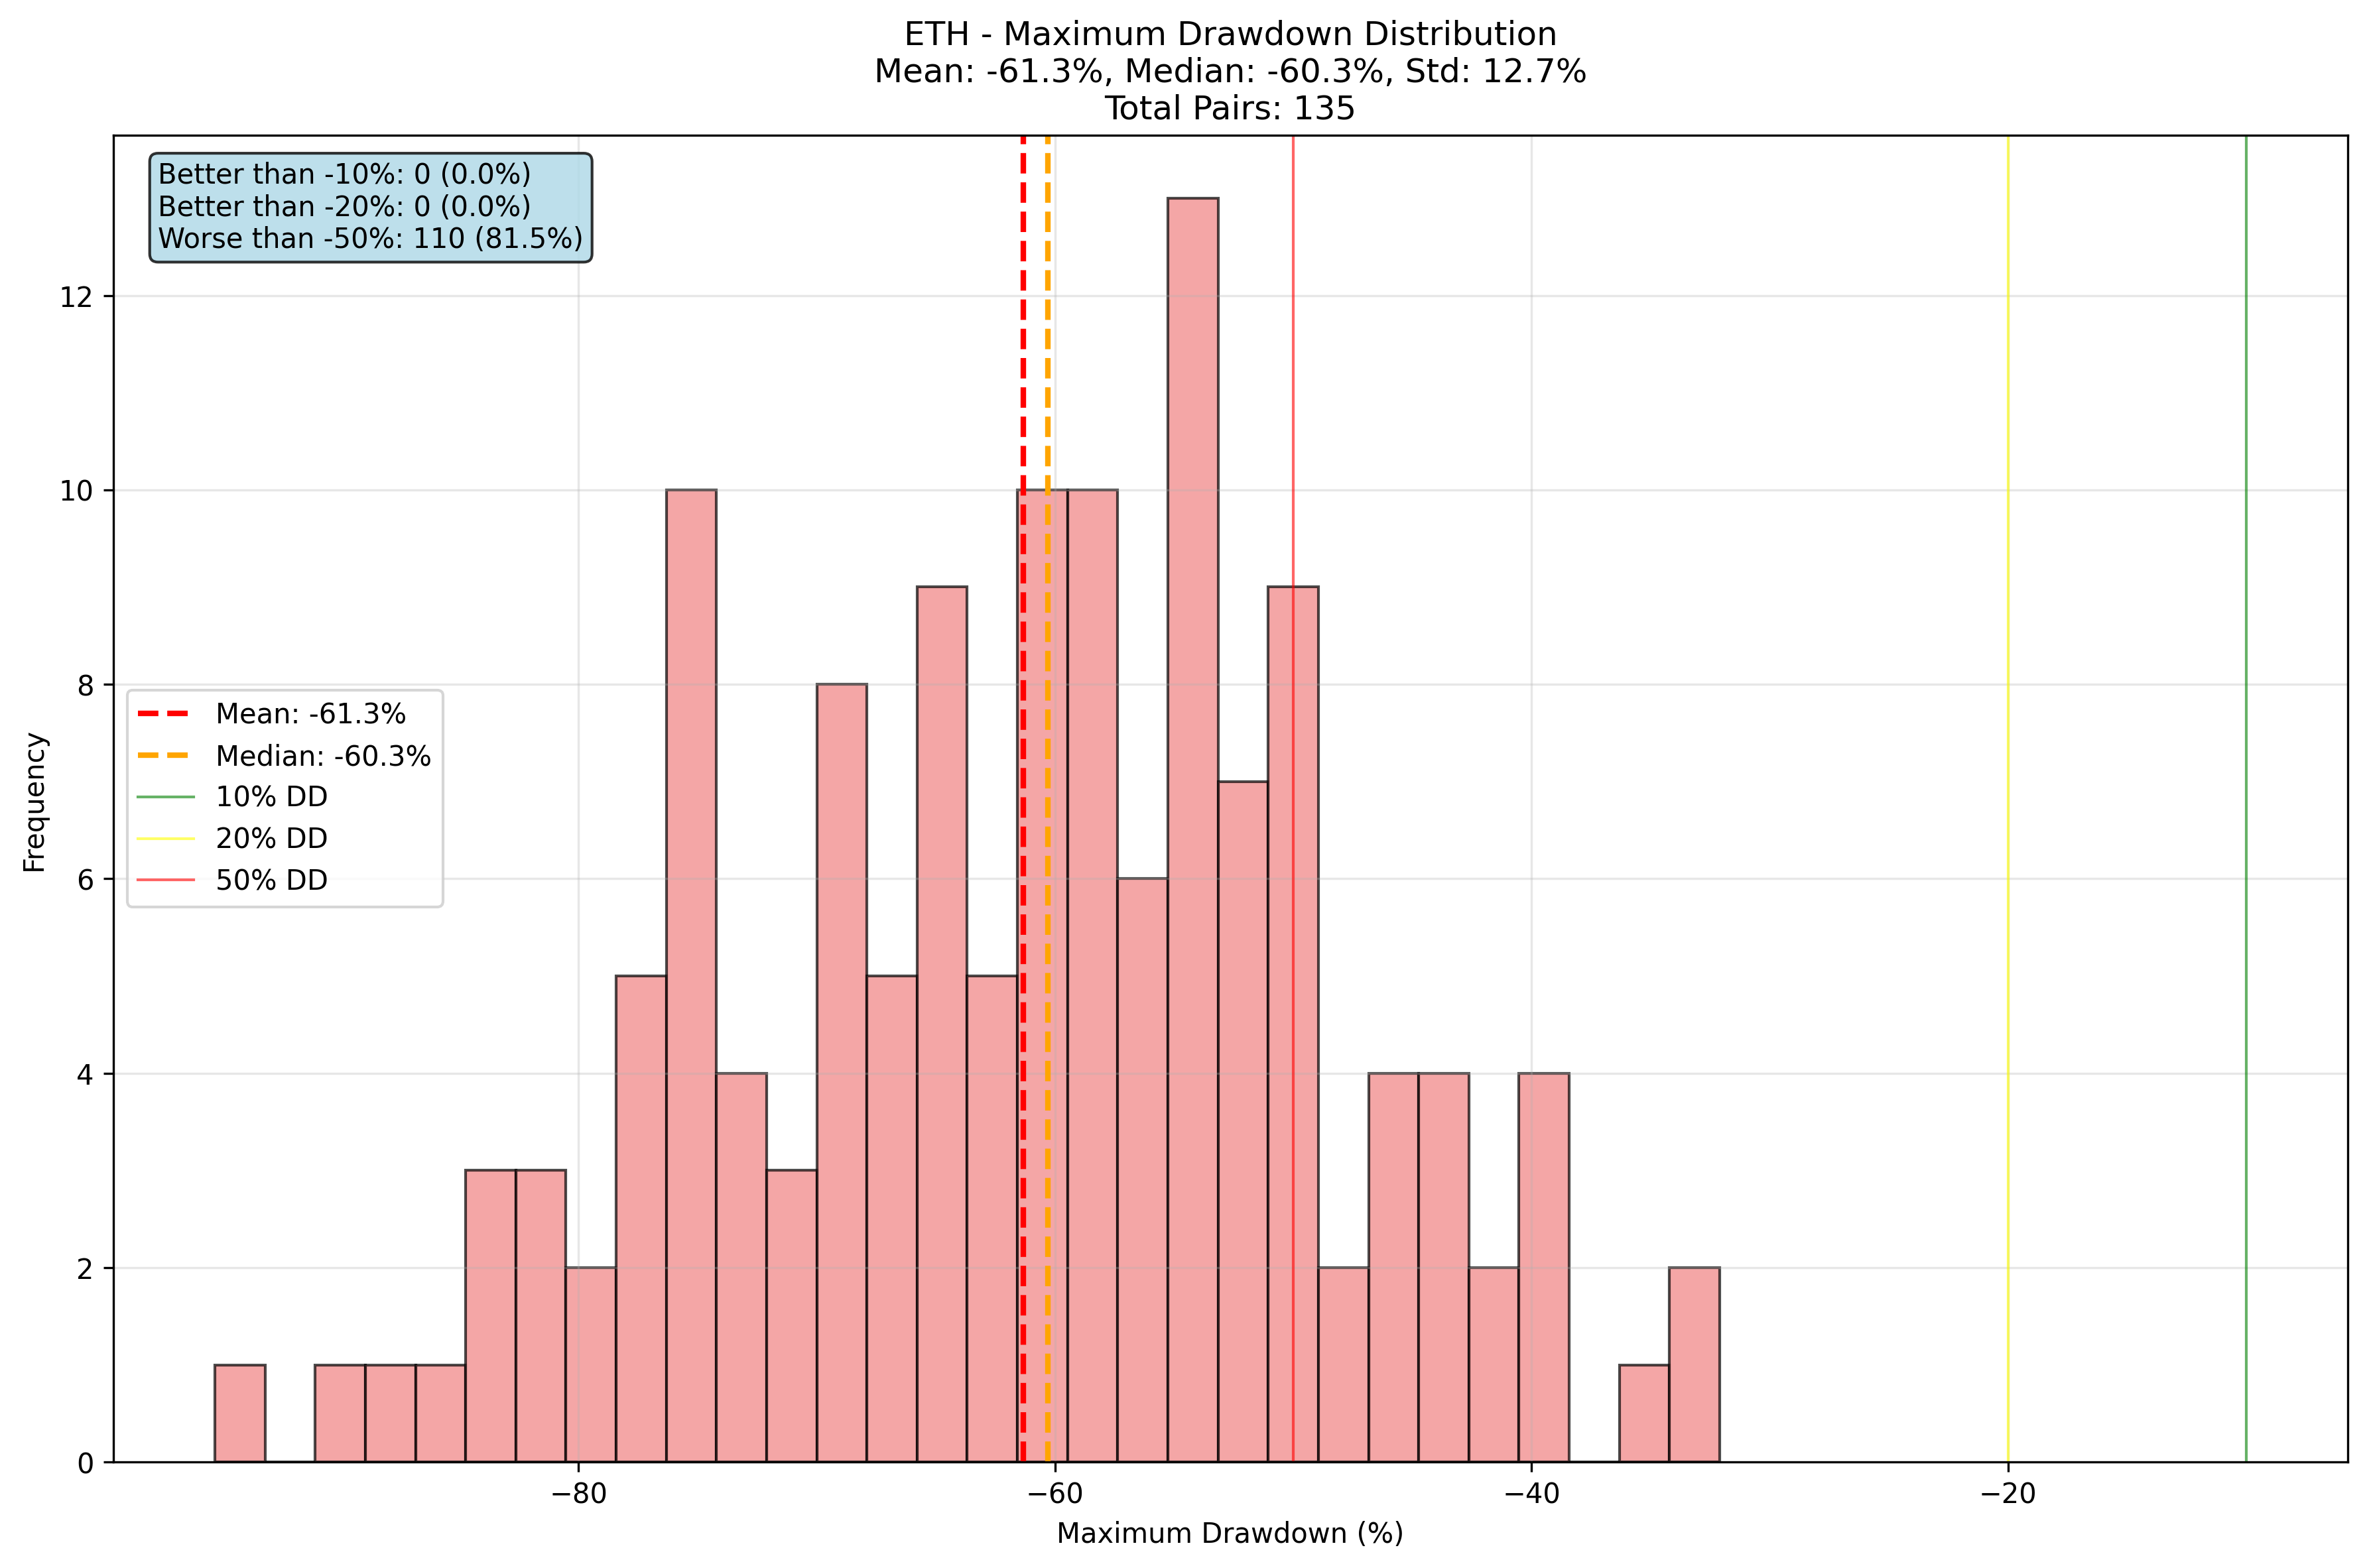 ETH - Maximum Drawdown Distribution
Mean: -61.3%, Median: -60.3%, Std: 12.7%
Total Pairs: 135
Better than -10%: 0 (0.0%)
Better than -20%: 0 (0.0%)
Worse than -50%: 110 (81.5%)
12
10
8
6
4
2
0
Frequency
Mean: -61.3%
Median: -60.3%
10% DD
20% DD
50% DD
−80
−60
−40
−20
Maximum Drawdown (%)